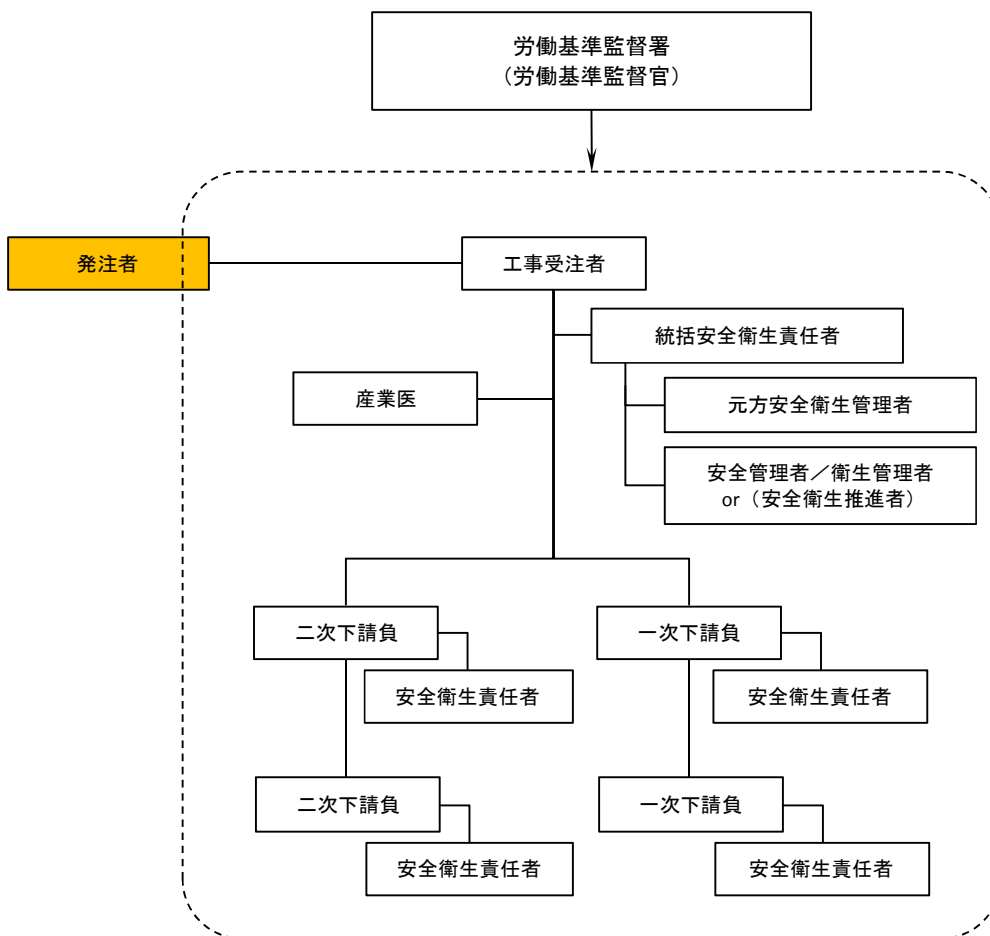 労働基準監督署
（労働基準監督官）
発注者
工事受注者
統括安全衛生責任者
産業医
元方安全衛生管理者
安全管理者／衛生管理者
or（安全衛生推進者）
二次下請負
一次下請負
安全衛生責任者
安全衛生責任者
二次下請負
一次下請負
安全衛生責任者
安全衛生責任者